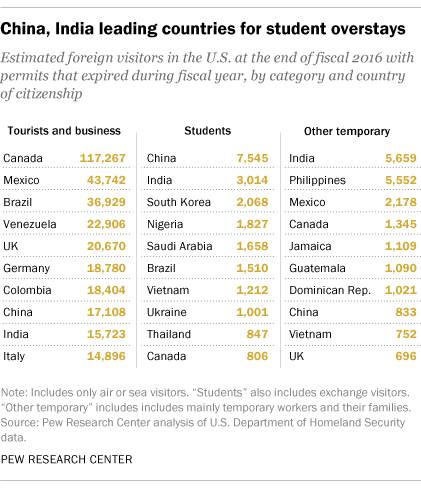 China, India leading countries for student overstays
Estimated foreign visitors in the U.S. at the end of fiscal 2016 with
permits that expired during fiscal year, by category and country
of citizenship
Tourists and business Students Other temporary
Canada 117,267 China 7,545 India 5,659
Mexico 43,742 India 3,014 Philippines 5,552
Brazil 36,929 South Korea 2,068 Mexico 2,178
Venezuela 22,906 Nigeria 1,827 Canada 1,345
UK 20,670 Saudi Arabia 1,658 Jamaica 1,109
Germany 18,780 Brazil 1,510 Guatemala 1,090
Colombia 18,404 Vietnam 1,212 Dominican Rep. 1,021
China 17,108 Ukraine 1,001 China 833
India 15,723 Thailand 847 Vietnam 752
Italy 14,896 Canada 806 UK 696
Note: Includes only air or sea visitors. “Students” also includes exchange visitors.
“Other temporary” includes includes mainly temporary workers and their families.
Source: Pew Research Center analysis of U.S. Department of Homeland Security
data.
PEW RESEARCH CENTER